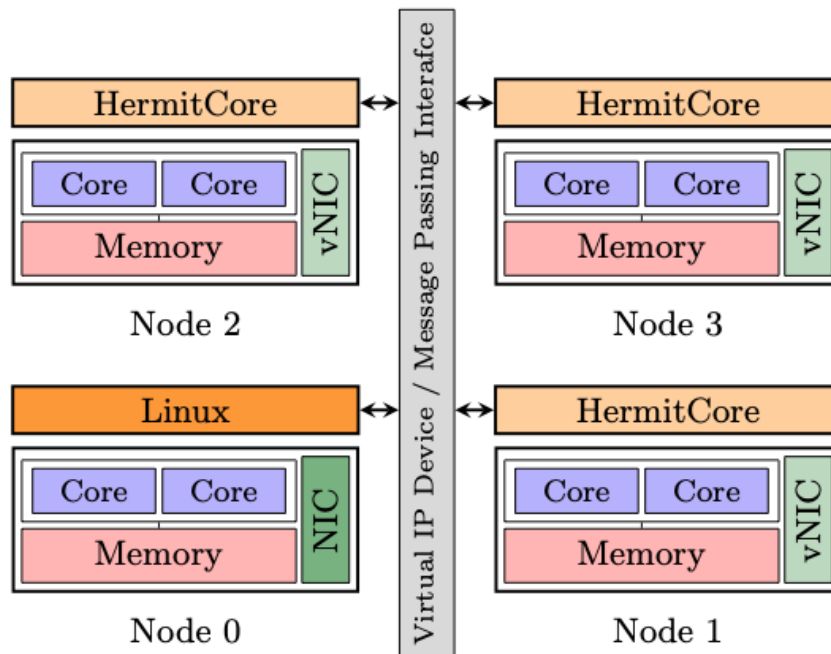 HermitCore
Core Core
vNIC
Memory
Node 2
Virtual IP Device / Message Passing Interafce
HermitCore
Core Core
vNIC
Memory
Node 3
Linux
Core Core
NIC
Memory
Node 0
HermitCore
Core Core
vNIC
Memory
Node 1